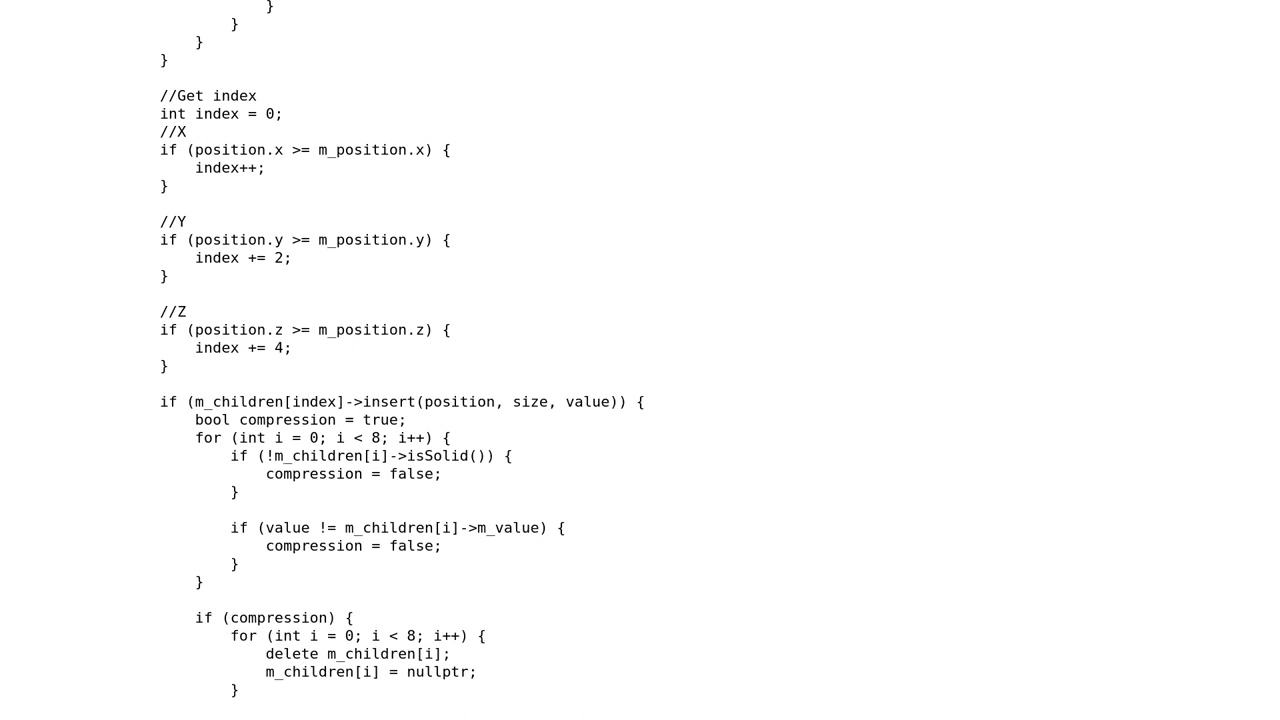 }
        }
    }
}

//Get index
int index = 0;
//X
if (position.x >= m_position.x) {
    index++;
}

//Y
if (position.y >= m_position.y) {
    index += 2;
}

//Z
if (position.z >= m_position.z) {
    index += 4;
}

if (m_children[index]->insert(position, size, value)) {
    bool compression = true;
    for (int i = 0; i < 8; i++) {
        if (!m_children[i]->isSolid()) {
            compression = false;
        }

        if (value != m_children[i]->m_value) {
            compression = false;
        }
    }

    if (compression) {
        for (int i = 0; i < 8; i++) {
            delete m_children[i];
            m_children[i] = nullptr;
        }